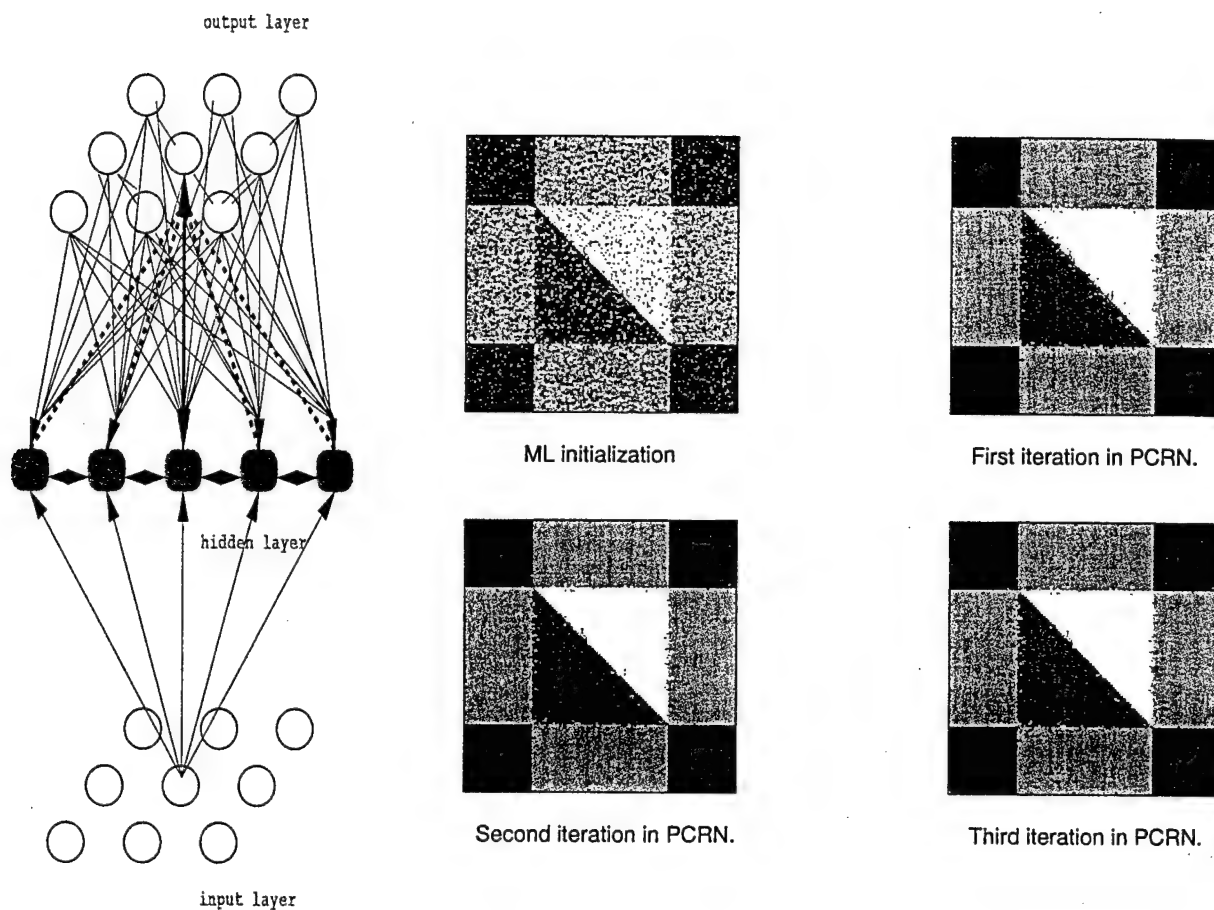 output layer
hidden layer
input layer
ML initialization
First iteration in PCRN.
Second iteration in PCRN.
Third iteration in PCRN.